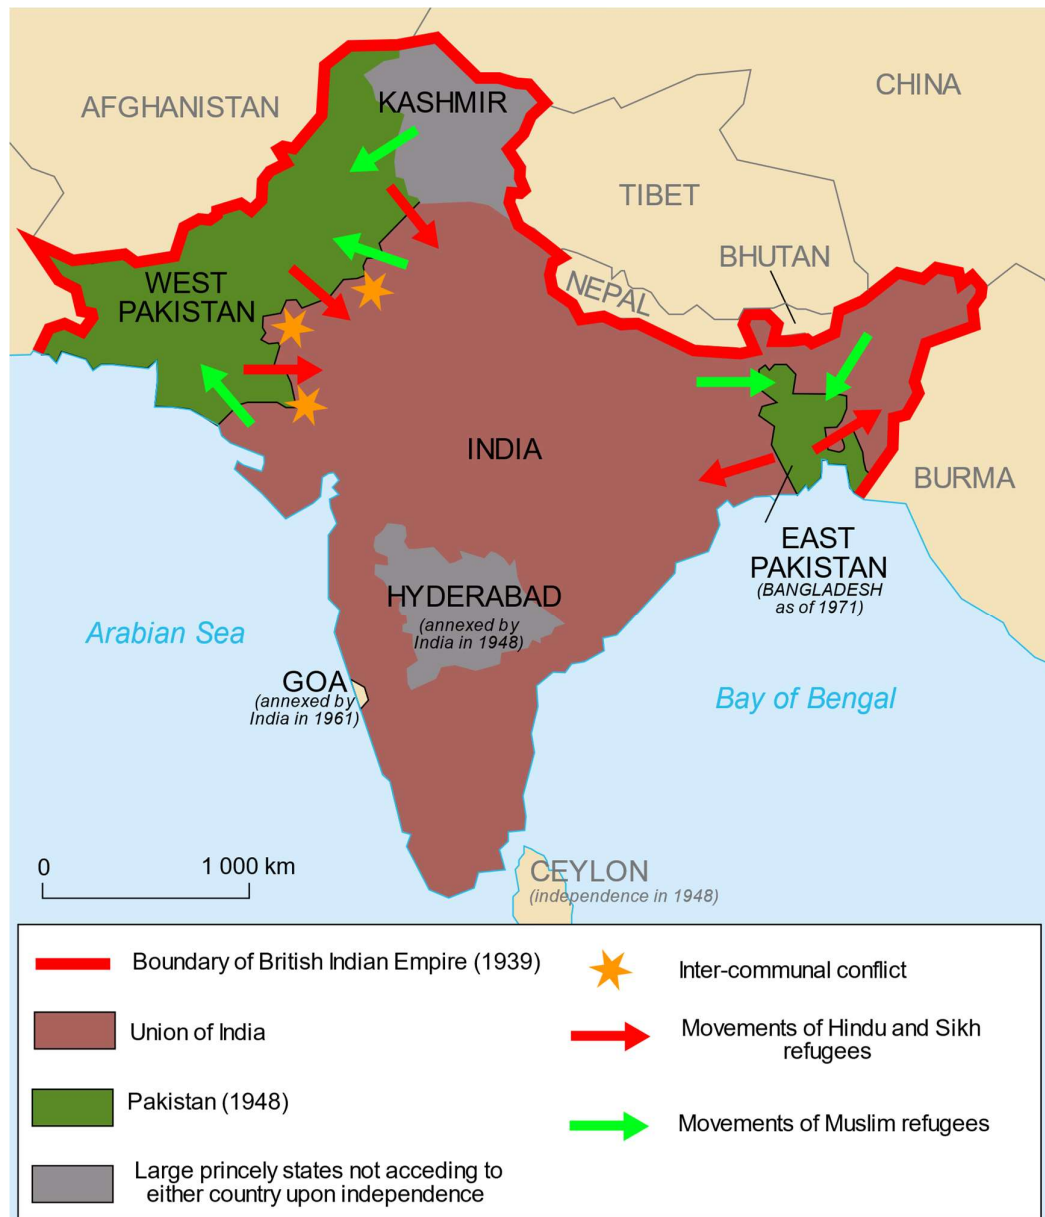 CHINA
AFGHANISTAN
KASHMIR
TIBET
BHUTAN
NEPAL
WEST
PAKISTAN
INDIA
BURMA
EAST
PAKISTAN
(BANGLADESH
as of 1971)
HYDERABAD
(annexed by
India in 1948)
Arabian Sea
GOA
(annexed by
India in 1961)
Bay of Bengal
0 1 000 km
CEYLON
(independence in 1948)
Boundary of British Indian Empire (1939)
Union of India
Pakistan (1948)
Large princely states not acceding to
either country upon independence
Inter-communal conflict
Movements of Hindu and Sikh
refugees
Movements of Muslim refugees